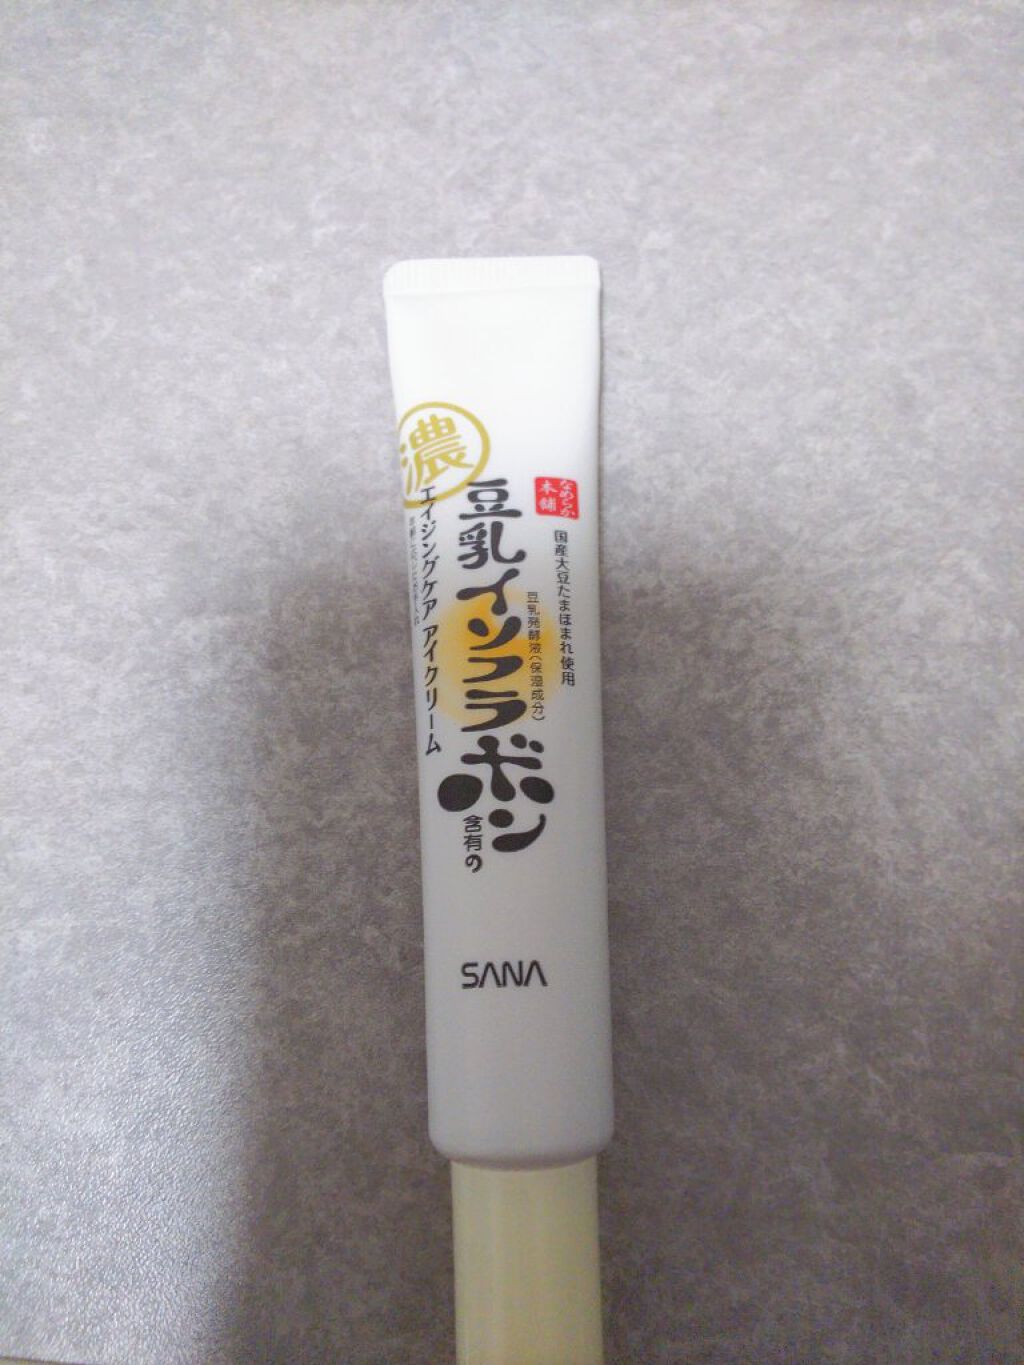 なめらか
本舗
国産大豆たまほまれ使用
豆乳発酵液(保湿成分)
豆乳イソフラボン
含有の
濃
エイジングケア アイクリーム
SANA